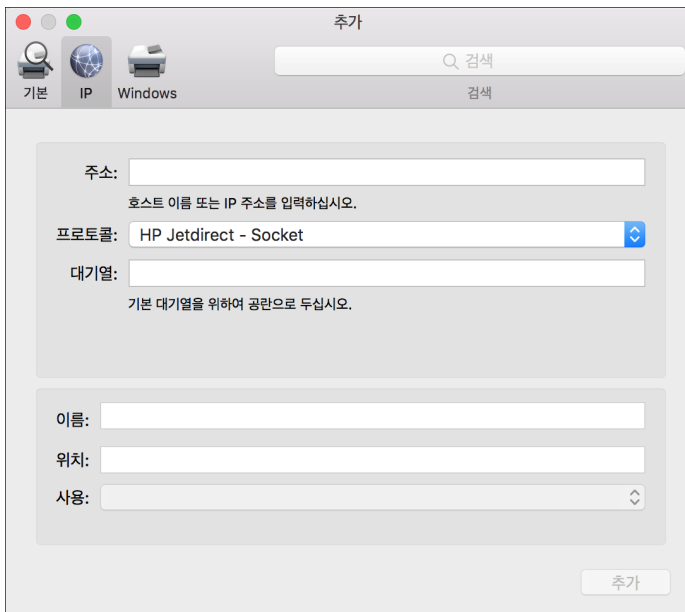 추가
기본
IP
Windows
검색
검색
주소:
호스트 이름 또는 IP 주소를 입력하십시오.
프로토콜: HP Jetdirect - Socket
대기열:
기본 대기열을 위하여 공란으로 두십시오.
이름:
위치:
사용:
추가